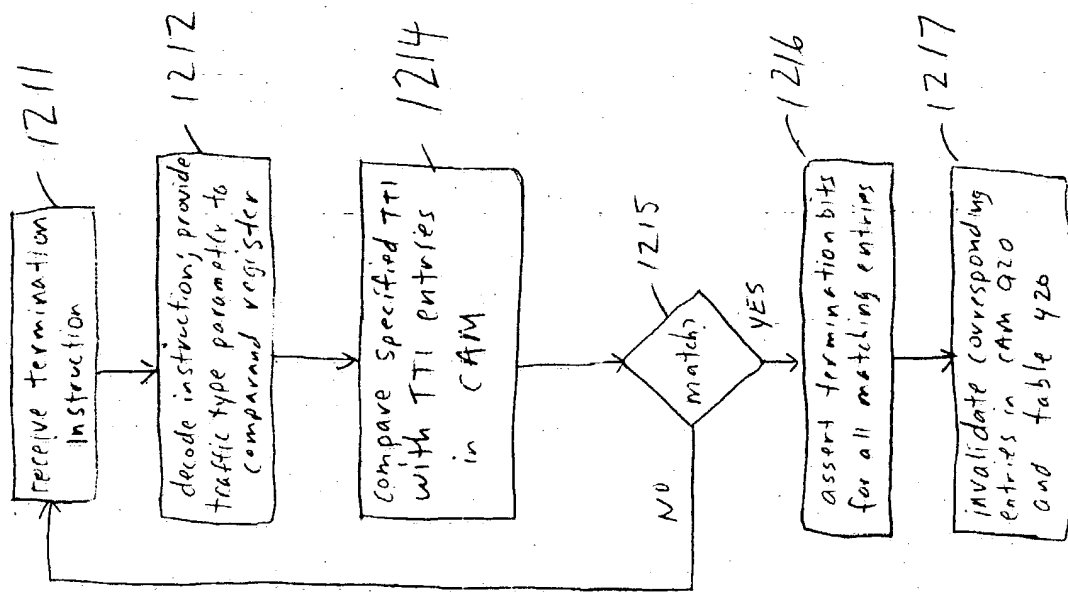 receive termination
instruction
1211
decode instruction; provide
traffic type parameter to
comparand register
1212
compare specified TTI
with TTI entries
in CAM
1214
match?
1215
NO
YES
assert termination bits
for all matching entries
1216
invalidate corresponding
entries in CAM 920
and table 420
1217